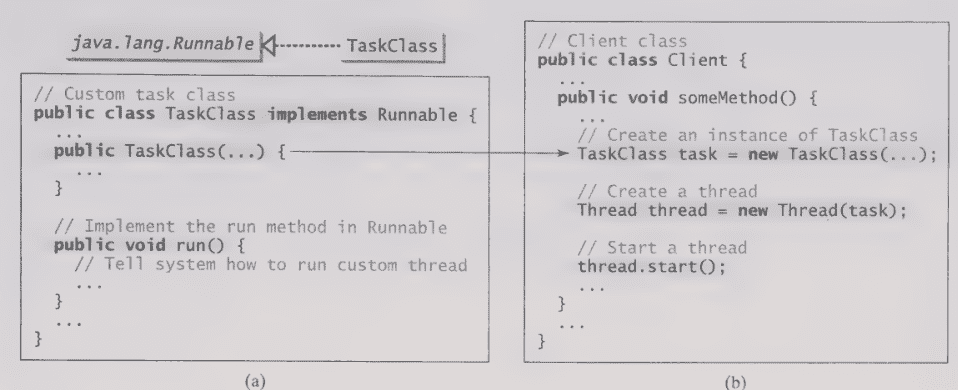 java.lang.Runnable TaskClass
// Custom task class
public class TaskClass implements Runnable {
...
public TaskClass(...) {
...
}
// Implement the run method in Runnable
public void run() {
// Tell system how to run custom thread
...
}
...
}
(a)
// Client class
public class Client {
...
public void someMethod() {
...
// Create an instance of TaskClass
TaskClass task = new TaskClass(...);
// Create a thread
Thread thread = new Thread(task);
// Start a thread
thread.start();
...
}
...
}
(b)